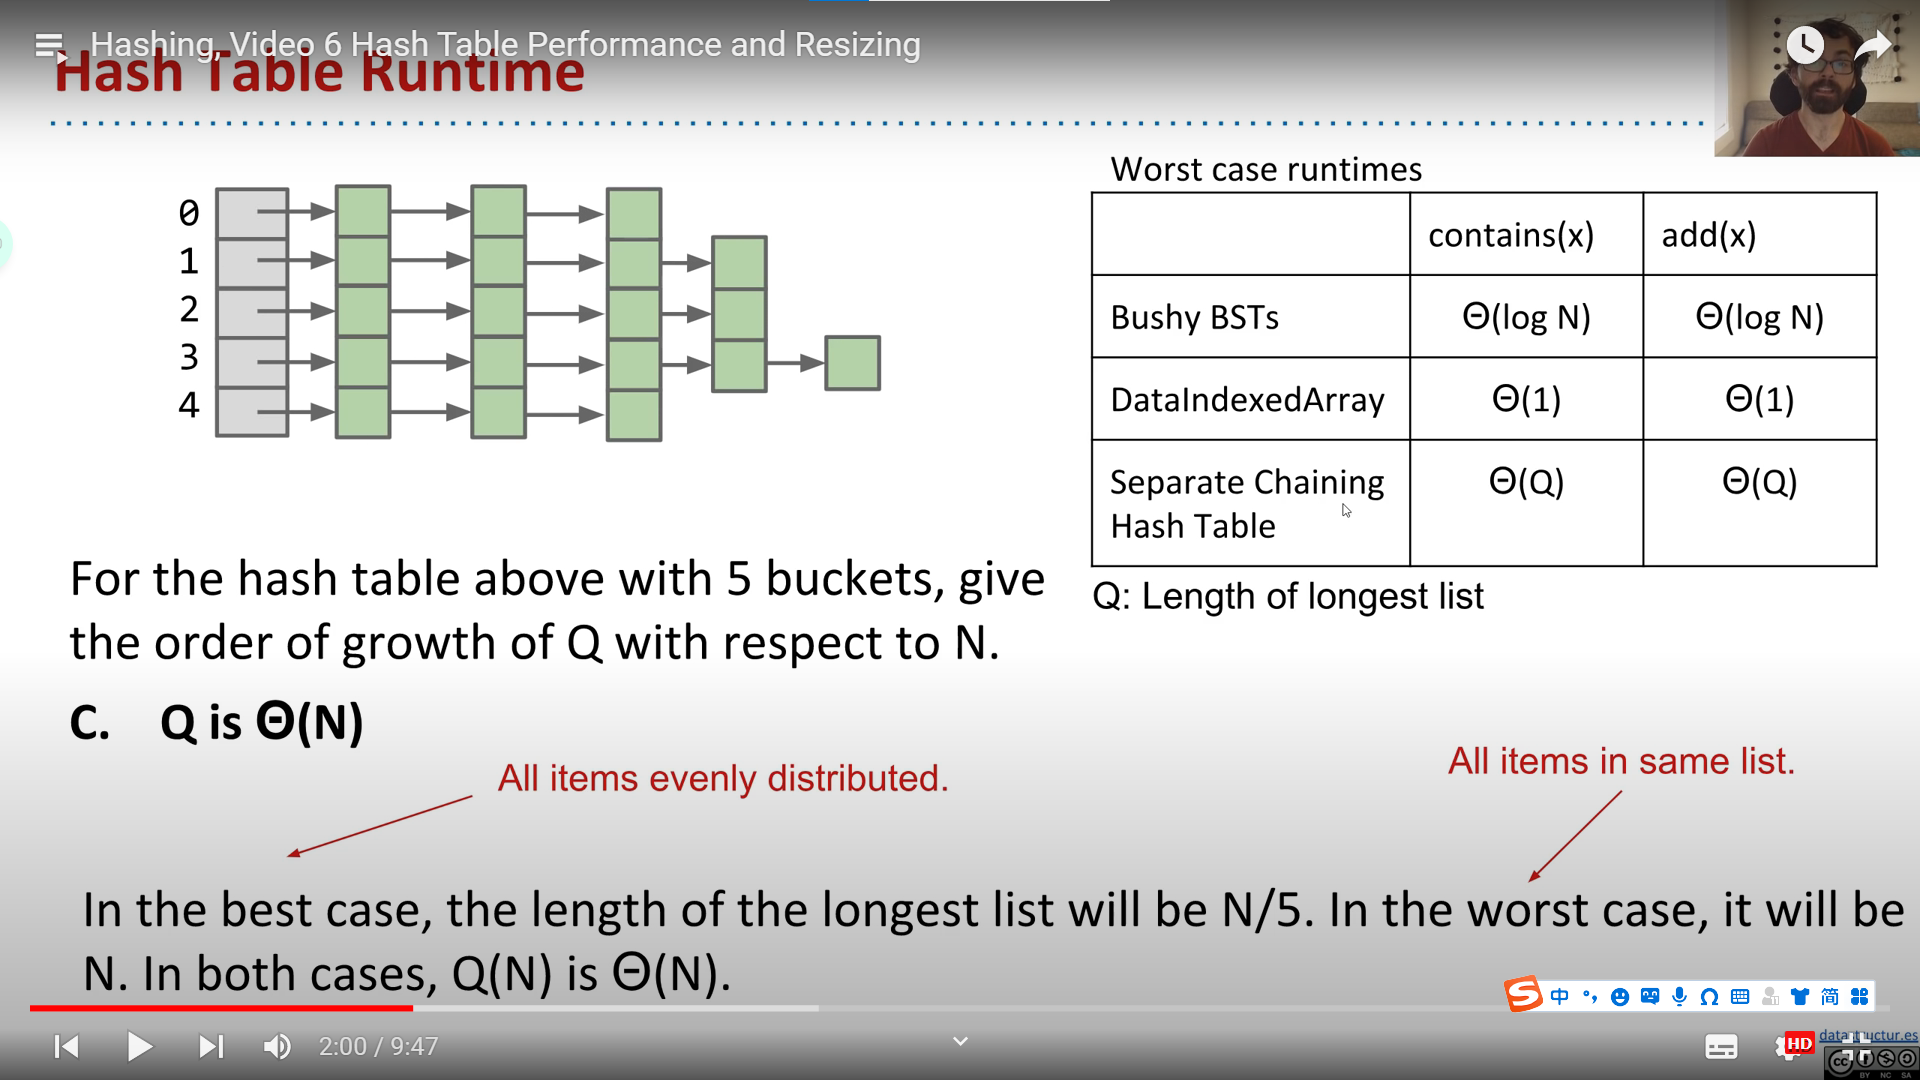 Hashing, Video 6 Hash Table Performance and Resizing
Hash Table Runtime
0
1
2
3
4
Worst case runtimes
contains(x) add(x)
Bushy BSTs Θ(log N) Θ(log N)
DataIndexedArray Θ(1) Θ(1)
Separate Chaining Θ(Q) Θ(Q)
Hash Table
Q: Length of longest list
For the hash table above with 5 buckets, give
the order of growth of Q with respect to N.
C. Q is Θ(N)
All items evenly distributed.
All items in same list.
In the best case, the length of the longest list will be N/5. In the worst case, it will be
N. In both cases, Q(N) is Θ(N).
中 简
2:00 / 9:47
HD
datastructur.es
cc
BY NC SA